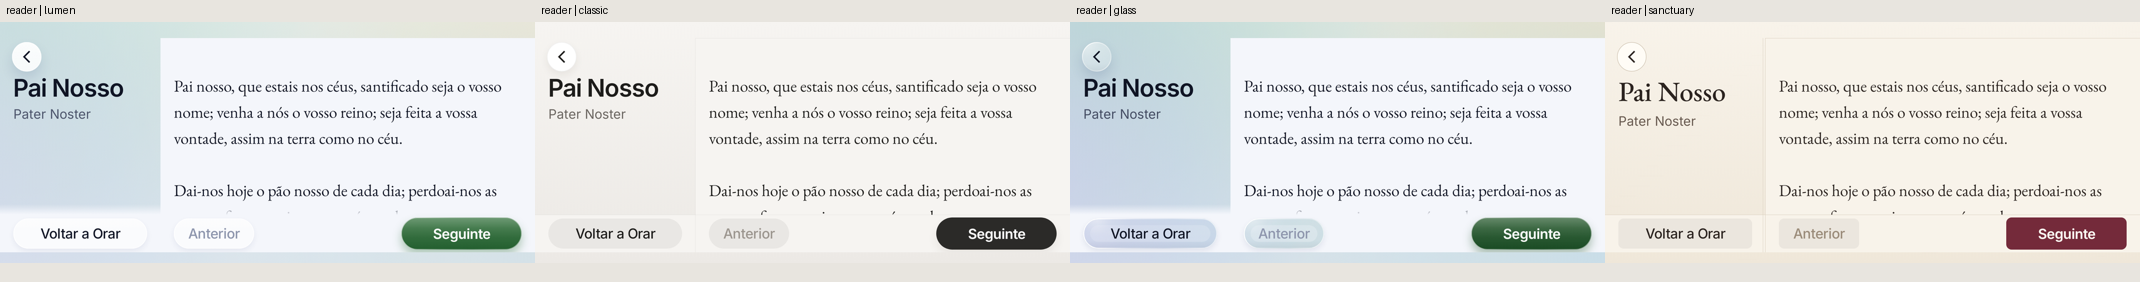 reader | lumen
Pai Nosso
Pater Noster
Pai nosso, que estais nos céus, santificado seja o vosso
nome; venha a nós o vosso reino; seja feita a vossa
vontade, assim na terra como no céu.
Dai-nos hoje o pão nosso de cada dia; perdoai-nos as
Voltar a Orar
Anterior
Seguinte
reader | classic
Pai Nosso
Pater Noster
Pai nosso, que estais nos céus, santificado seja o vosso
nome; venha a nós o vosso reino; seja feita a vossa
vontade, assim na terra como no céu.
Dai-nos hoje o pão nosso de cada dia; perdoai-nos as
Voltar a Orar
Anterior
Seguinte
reader | glass
Pai Nosso
Pater Noster
Pai nosso, que estais nos céus, santificado seja o vosso
nome; venha a nós o vosso reino; seja feita a vossa
vontade, assim na terra como no céu.
Dai-nos hoje o pão nosso de cada dia; perdoai-nos as
Voltar a Orar
Anterior
Seguinte
reader | sanctuary
Pai Nosso
Pater Noster
Pai nosso, que estais nos céus, santificado seja o vosso
nome; venha a nós o vosso reino; seja feita a vossa
vontade, assim na terra como no céu.
Dai-nos hoje o pão nosso de cada dia; perdoai-nos as
Voltar a Orar
Anterior
Seguinte